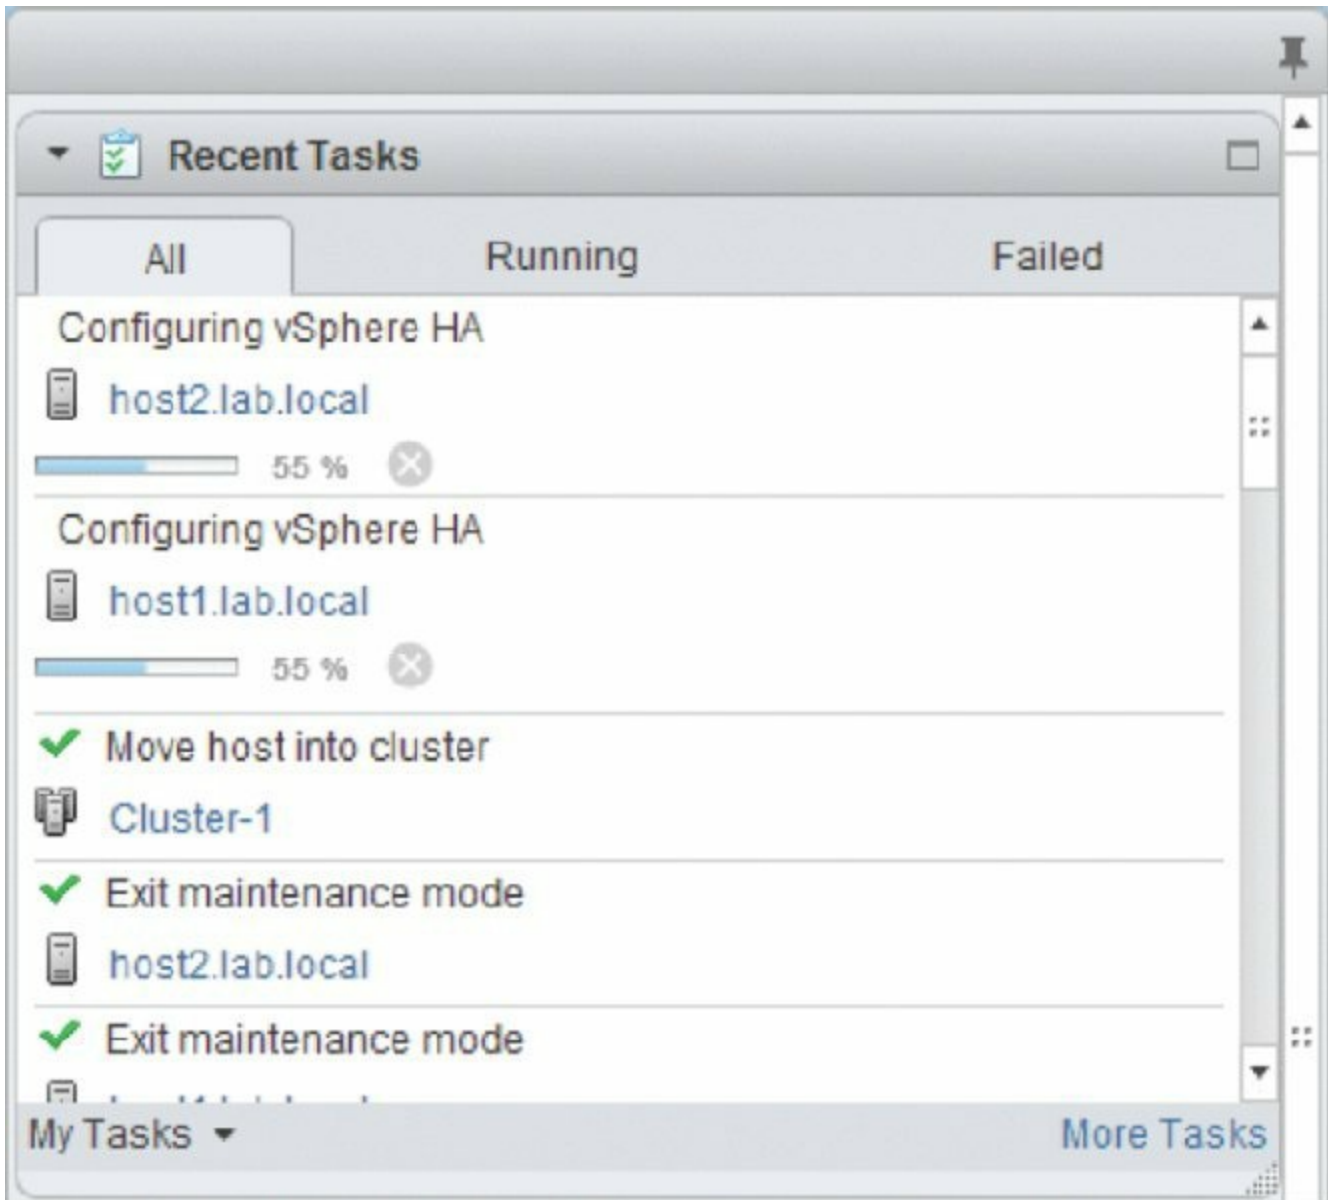 Recent Tasks
All Running Failed
Configuring vSphere HA
host2.lab.local
55 %
Configuring vSphere HA
host1.lab.local
55 %
Move host into cluster
Cluster-1
Exit maintenance mode
host2.lab.local
Exit maintenance mode
My Tasks More Tasks